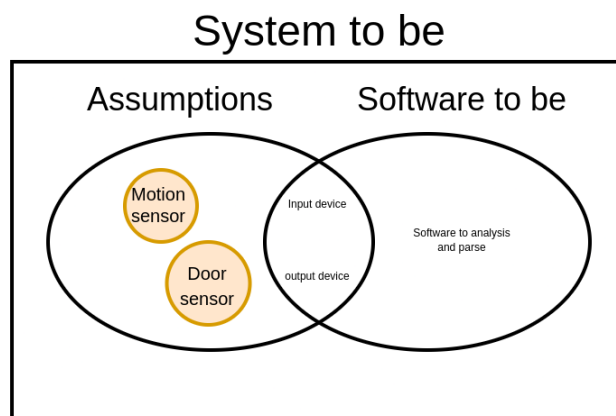 System to be
Assumptions
Software to be
Motion
sensor
Input device
Software to analysis
and parse
Door
sensor
output device